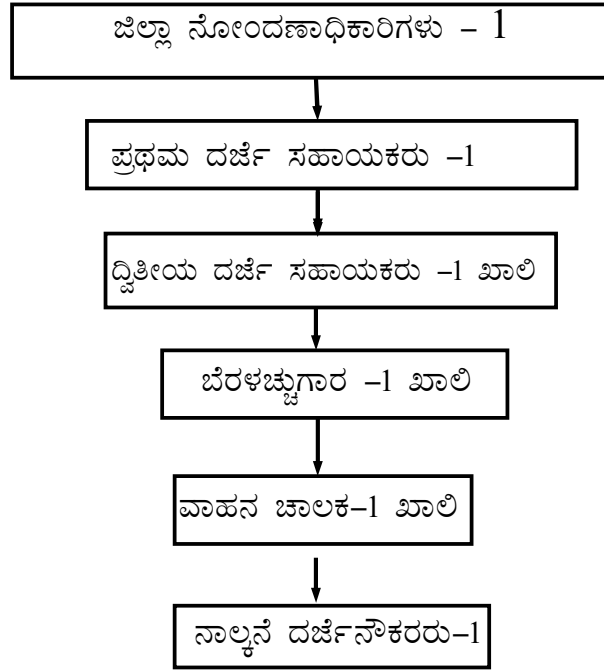 ಜಿಲ್ಲಾ ನೋಂದಣಾಧಿಕಾರಿಗಳು – 1
ಪ್ರಥಮ ದರ್ಜೆ ಸಹಾಯಕರು –1
ದ್ವಿತೀಯ ದರ್ಜೆ ಸಹಾಯಕರು –1 ಖಾಲಿ
ಬೆರಳಚ್ಚುಗಾರ –1 ಖಾಲಿ
ವಾಹನ ಚಾಲಕ–1 ಖಾಲಿ
ನಾಲ್ಕನೆ ದರ್ಜೆನೌಕರರು–1